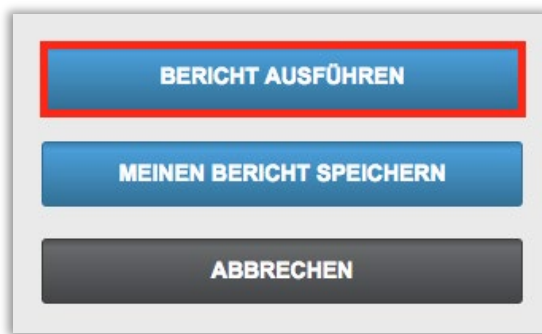 BERICHT AUSFÜHREN
MEINEN BERICHT SPEICHERN
ABBRECHEN